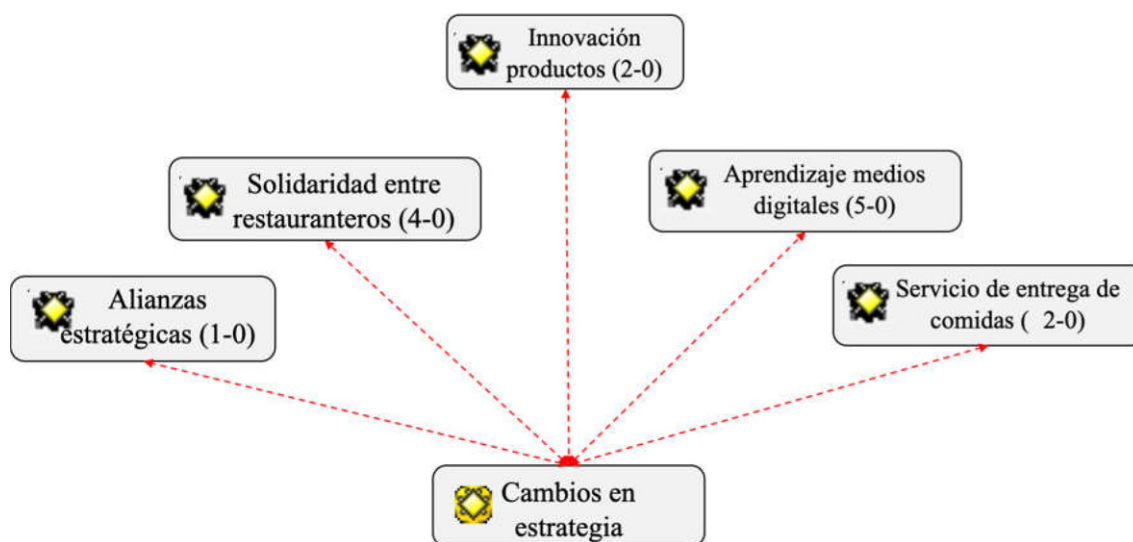 Innovación
productos (2-0)
Solidaridad entre
restauranteros (4-0)
Aprendizaje medios
digitales (5-0)
Alianzas
estratégicas (1-0)
Servicio de entrega de
comidas (  2-0)
Cambios en
estrategia